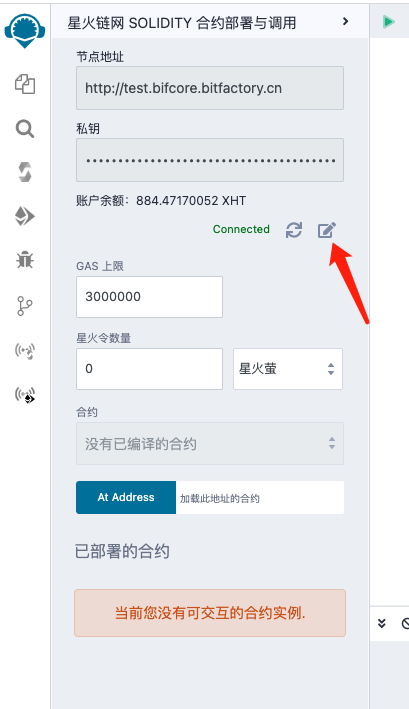 星火链网 SOLIDITY 合约部署与调用
节点地址
http://test.bifcore.bitfactory.cn
私钥
账户余额：884.47170052 XHT
Connected
GAS 上限
3000000
星火令数量
0 星火萤
合约
没有已编译的合约
At Address 加载此地址的合约
已部署的合约
当前您没有可交互的合约实例.